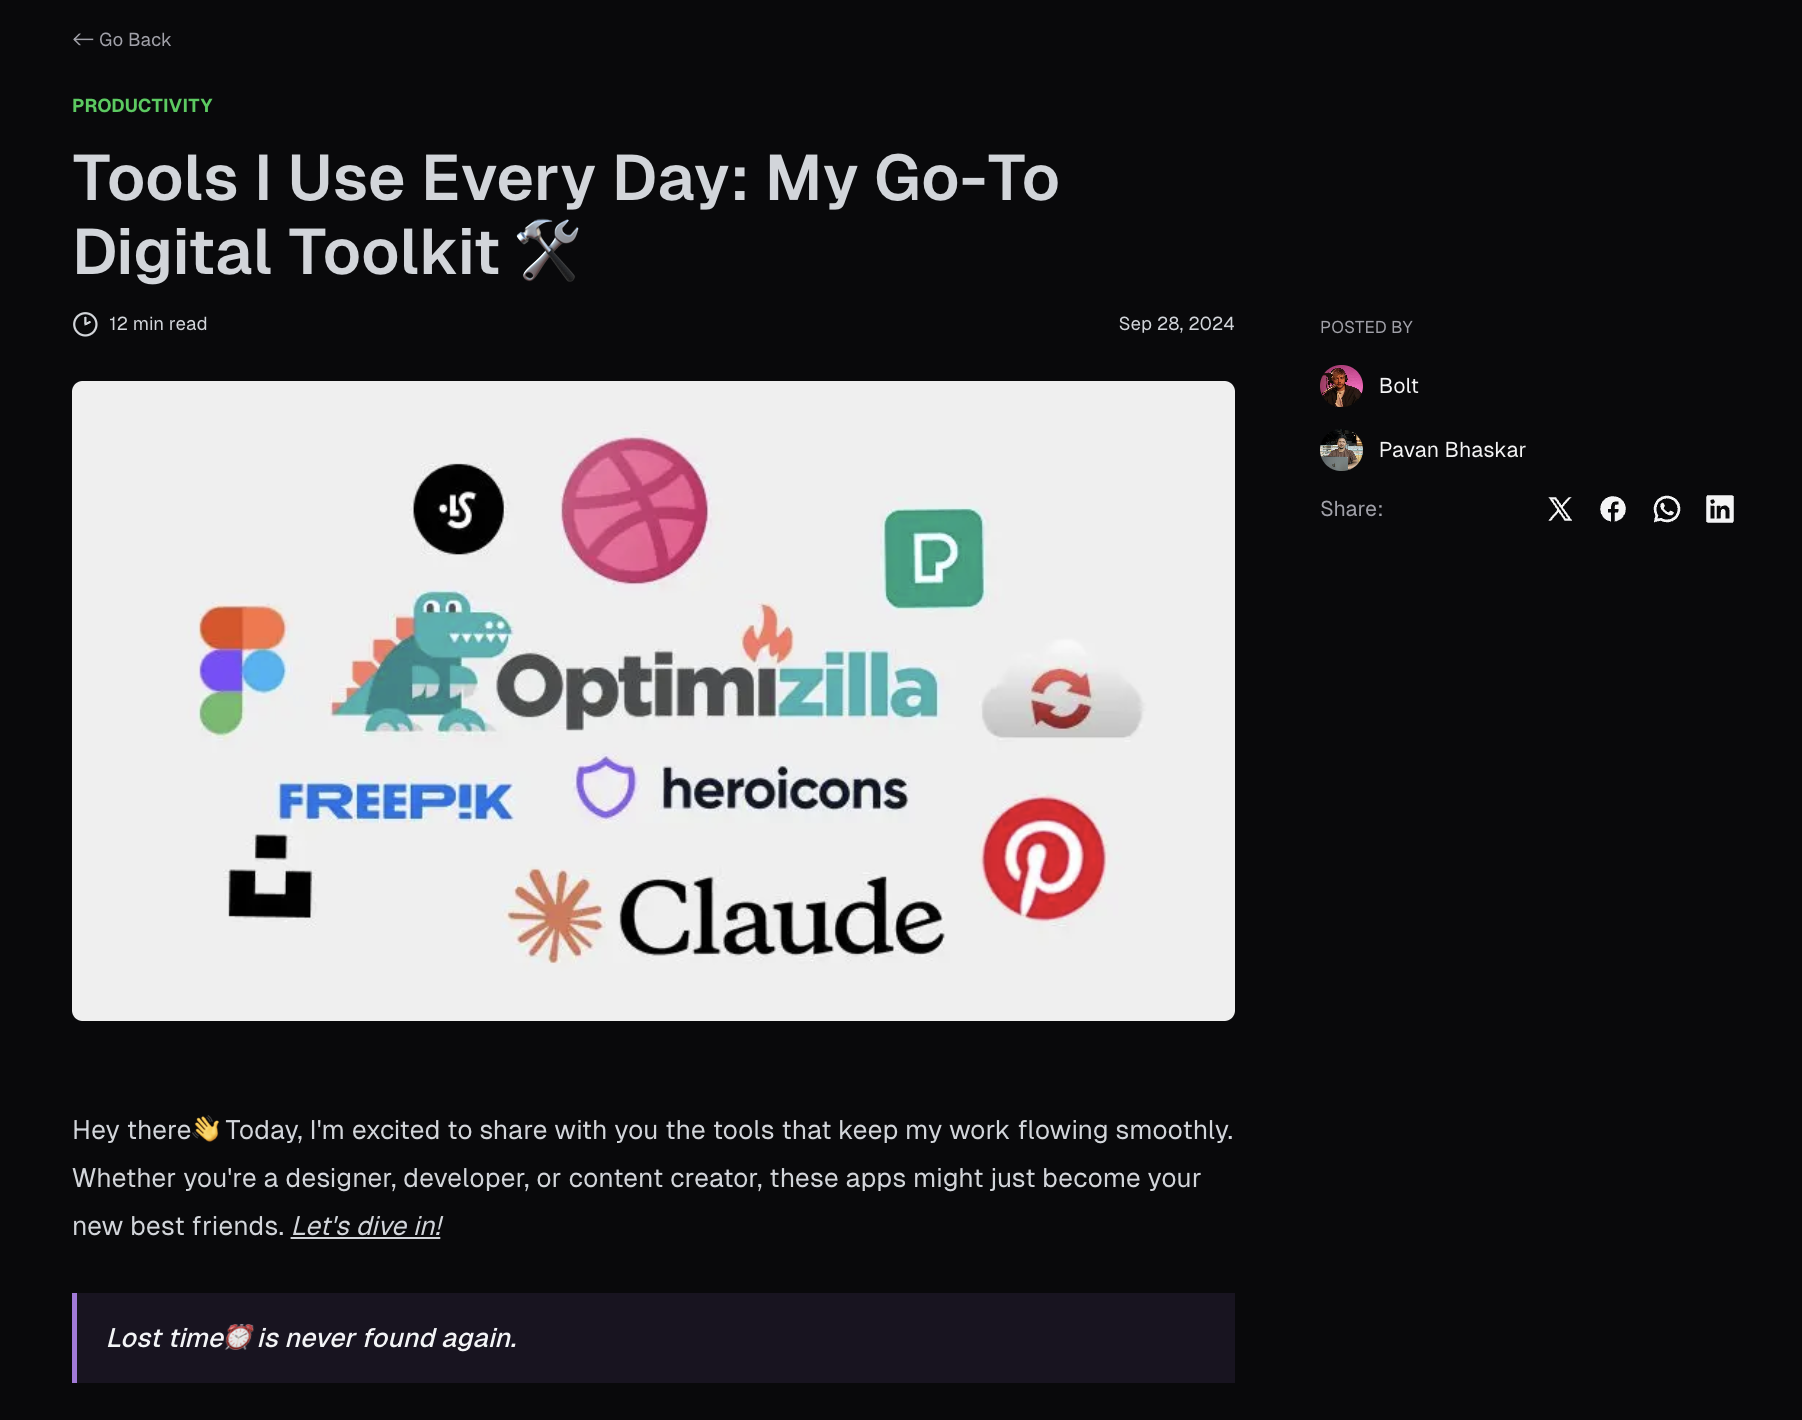 Go Back
PRODUCTIVITY
Tools I Use Every Day: My Go-To
Digital Toolkit 🛠️
12 min read
Sep 28, 2024
POSTED BY
Bolt
Pavan Bhaskar
Share:
Optimizilla
FREEP!K
heroicons
Claude
Hey there👋 Today, I'm excited to share with you the tools that keep my work flowing smoothly.
Whether you're a designer, developer, or content creator, these apps might just become your
new best friends. Let's dive in!
Lost time⏰ is never found again.